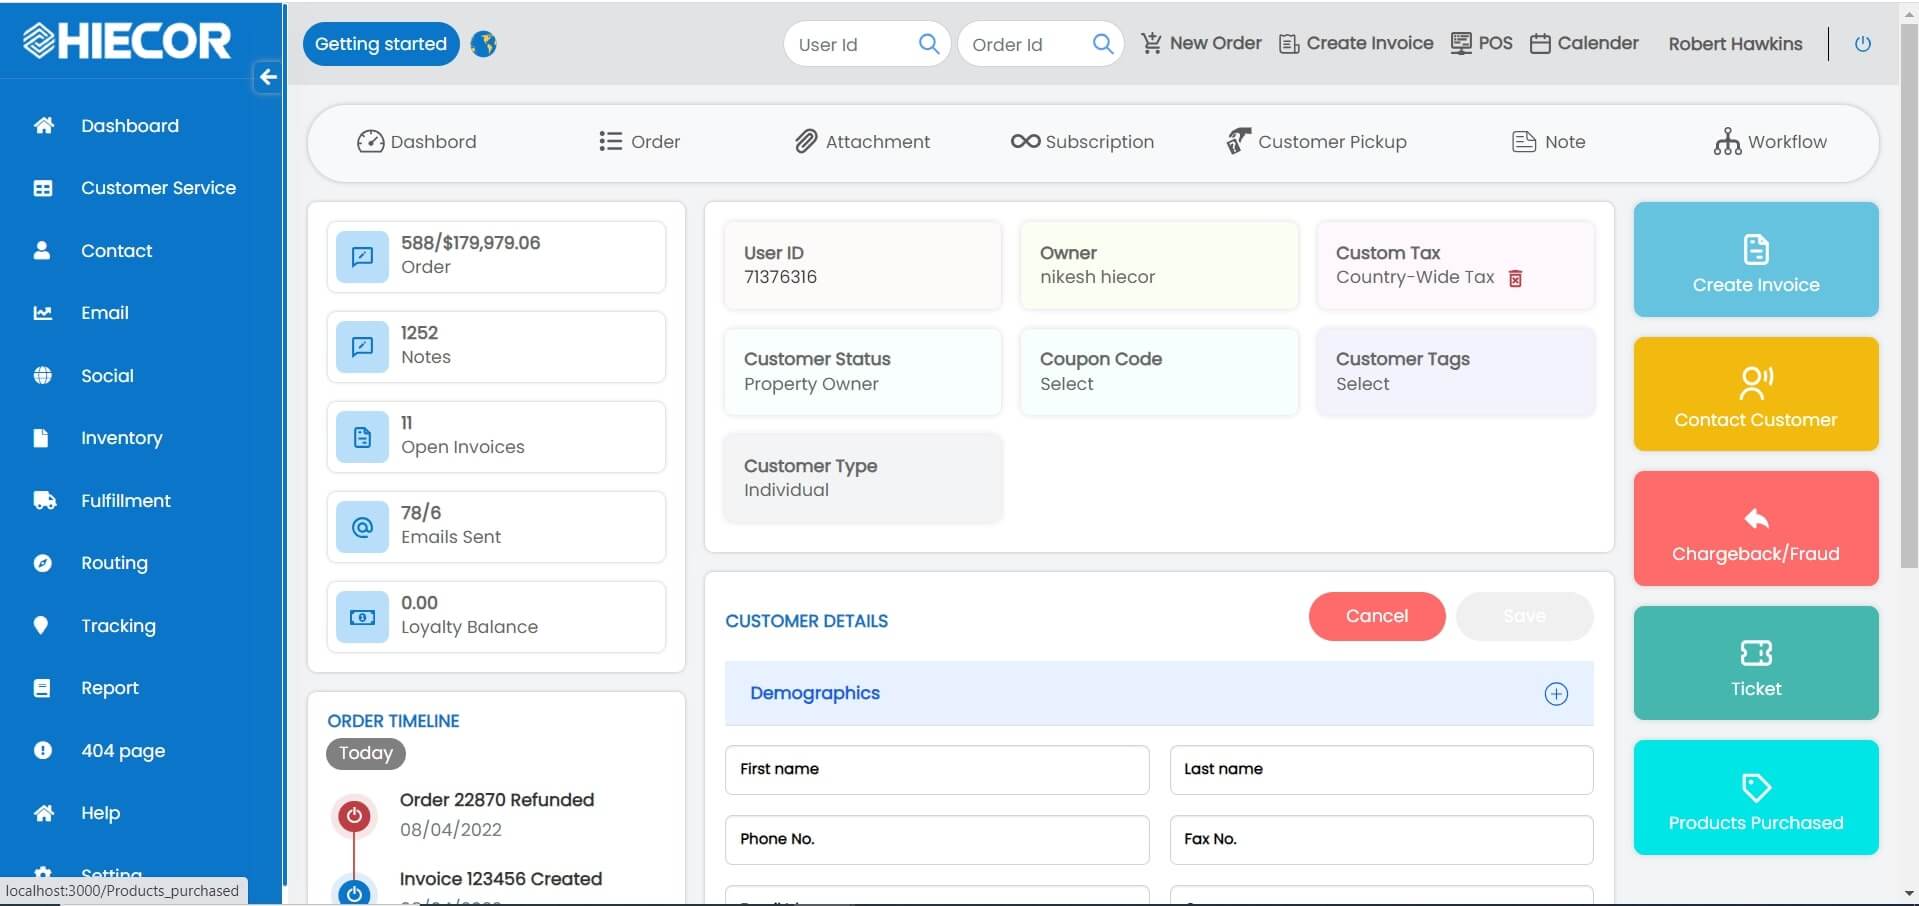 HIECOR
Getting started
User Id
Order Id
New Order
Create Invoice
POS
Calender
Robert Hawkins
Dashboard
Customer Service
Contact
Email
Social
Inventory
Fulfillment
Routing
Tracking
Report
404 page
Help
Setting
localhost:3000/Products_purchased
Dashbord
Order
Attachment
Subscription
Customer Pickup
Note
Workflow
588/$179,979.06
Order
1252
Notes
11
Open Invoices
78/6
Emails Sent
0.00
Loyalty Balance
ORDER TIMELINE
Today
Order 22870 Refunded
08/04/2022
Invoice 123456 Created
User ID
71376316
Owner
nikesh hiecor
Custom Tax
Country-Wide Tax
Customer Status
Property Owner
Coupon Code
Select
Customer Tags
Select
Customer Type
Individual
CUSTOMER DETAILS
Cancel
Save
Demographics
First name
Last name
Phone No.
Fax No.
Create Invoice
Contact Customer
Chargeback/Fraud
Ticket
Products Purchased